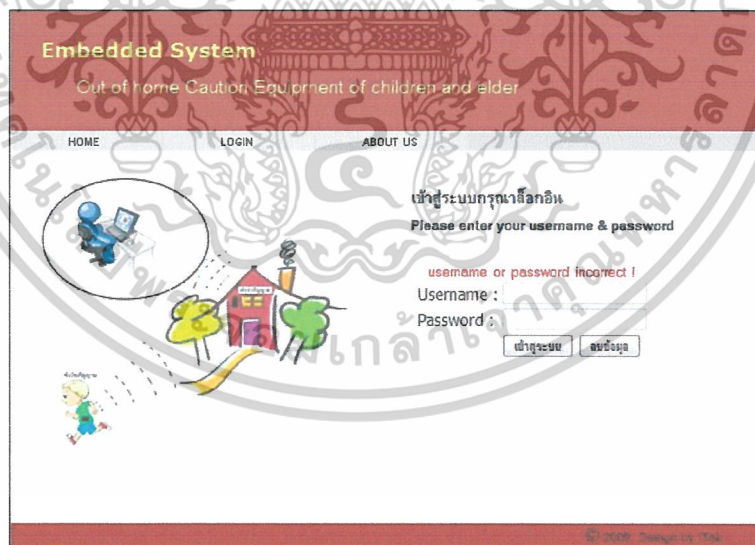 Embedded System
Out of home Caution Equipment of children and elder
HOME LOGIN ABOUT US
เข้าสู่ระบบกรุณาล็อกอิน
Please enter your username & password
username or password incorrect !
Username :
Password :
เข้าสู่ระบบ ลบข้อมูล
© 2009. Design by